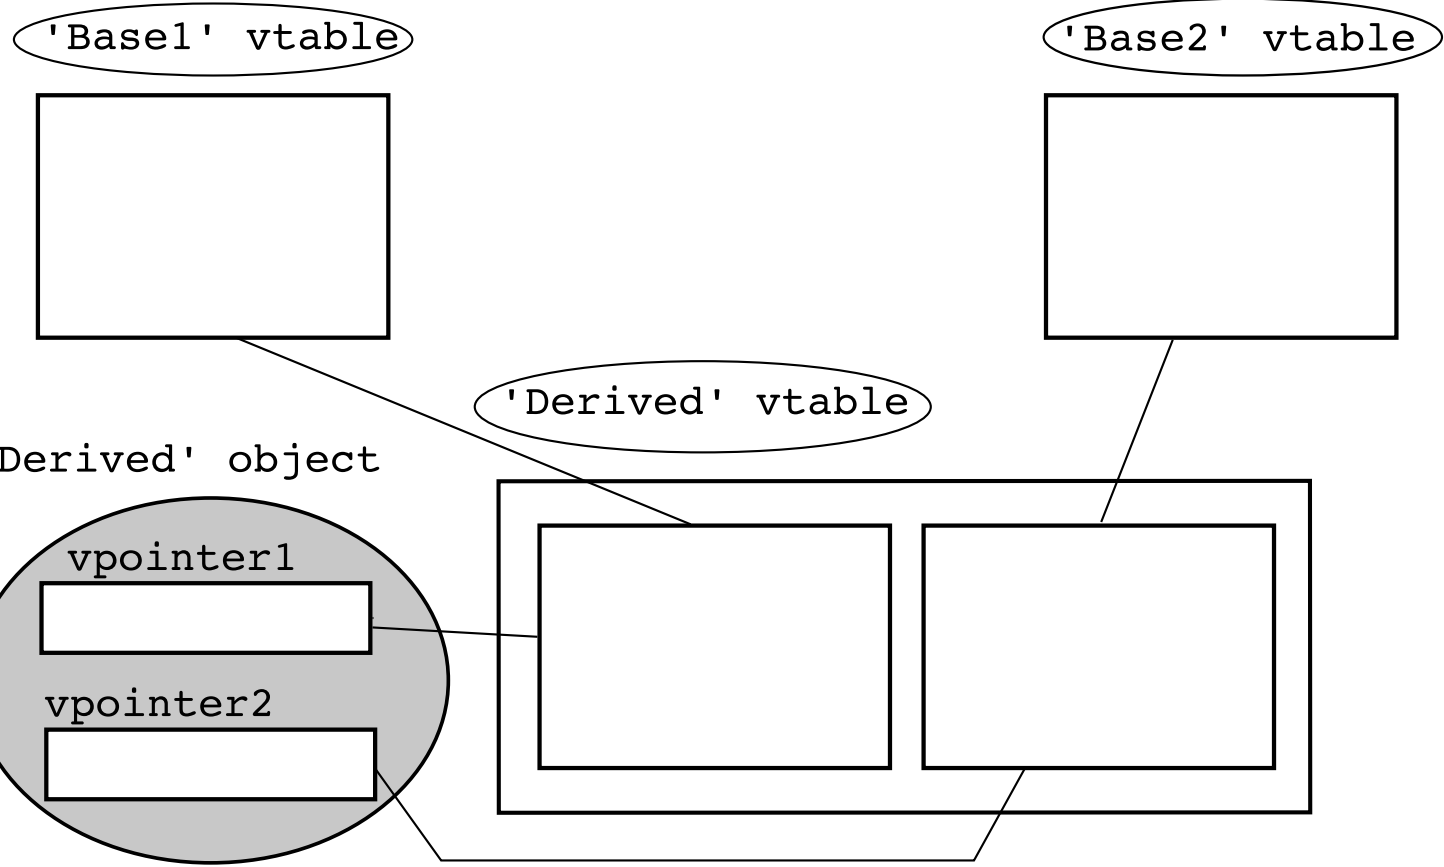 'Base1' vtable
'Base2' vtable
'Derived' vtable
Derived' object
vpointer1
vpointer2